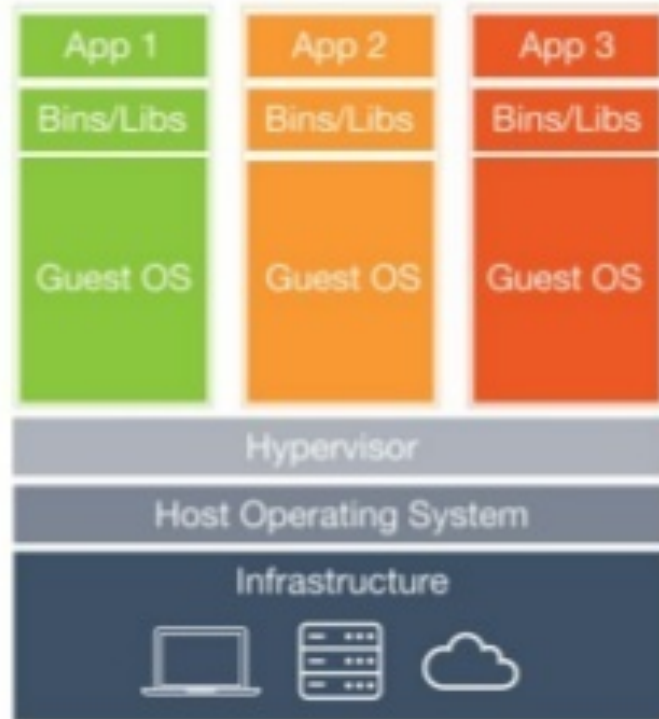 App 1
App 2
App 3
Bins/Libs
Bins/Libs
Bins/Libs
Guest OS
Guest OS
Guest OS
Hypervisor
Host Operating System
Infrastructure